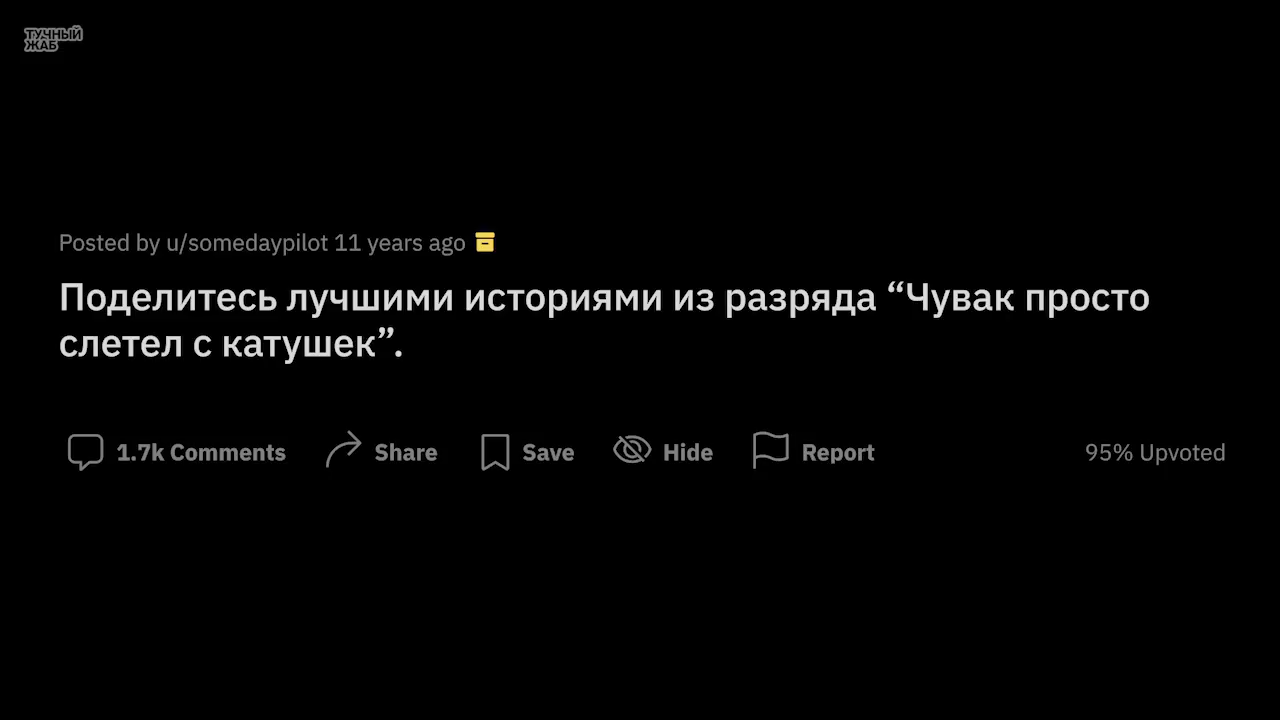 ТУЧНЫЙ
ЖАБ
Posted by u/somedaypilot 11 years ago
Поделитесь лучшими историями из разряда “Чувак просто
слетел с катушек”.
1.7k Comments Share Save Hide Report 95% Upvoted